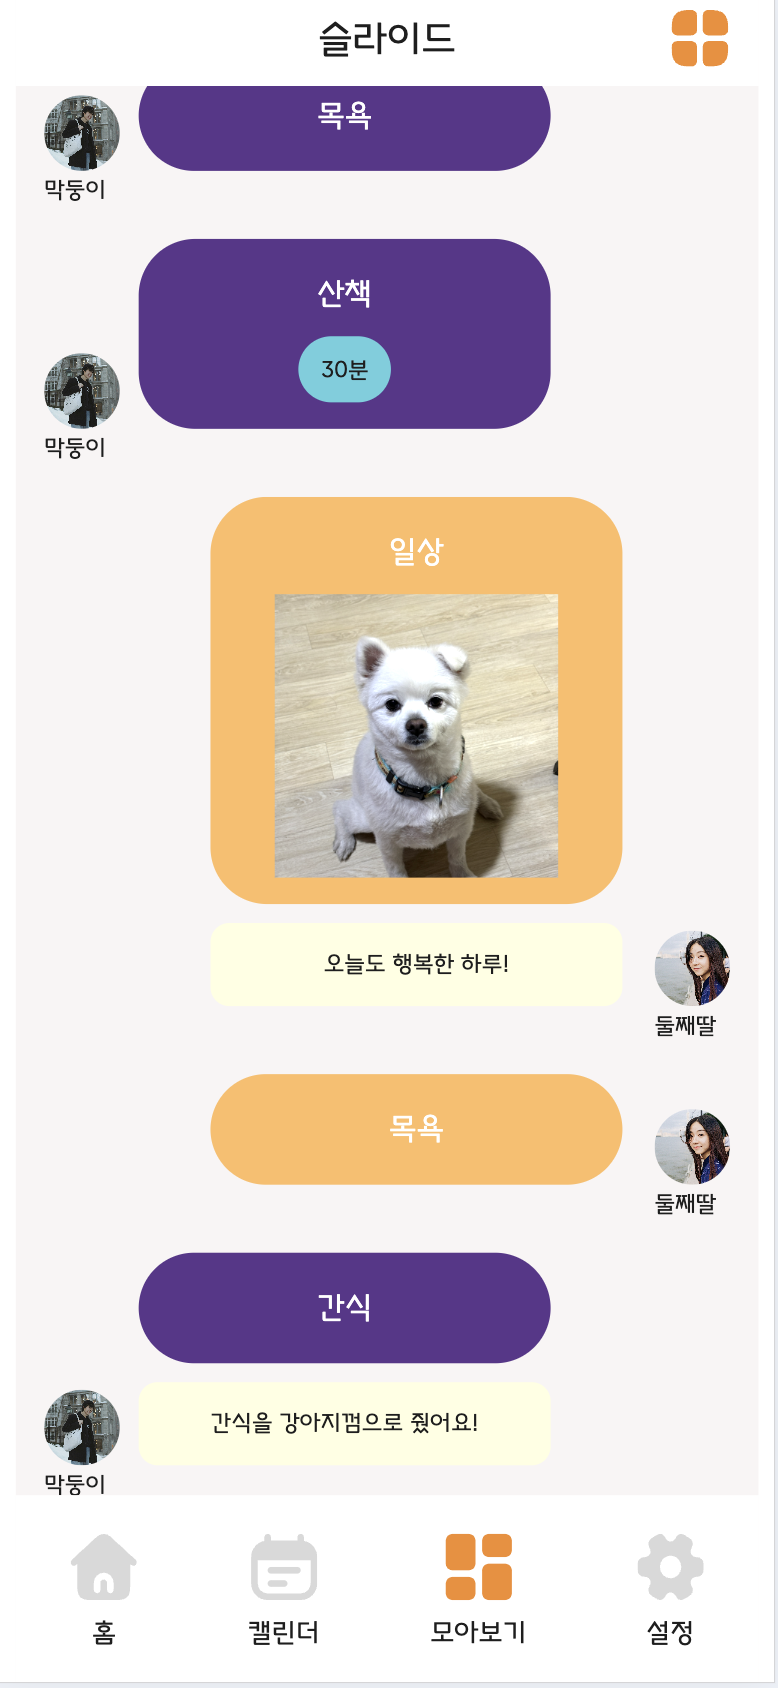 슬라이드
목욕
막둥이
산책
30분
막둥이
일상
오늘도 행복한 하루!
둘째딸
목욕
둘째딸
간식
간식을 강아지껌으로 줬어요!
막둥이
홈
캘린더
모아보기
설정